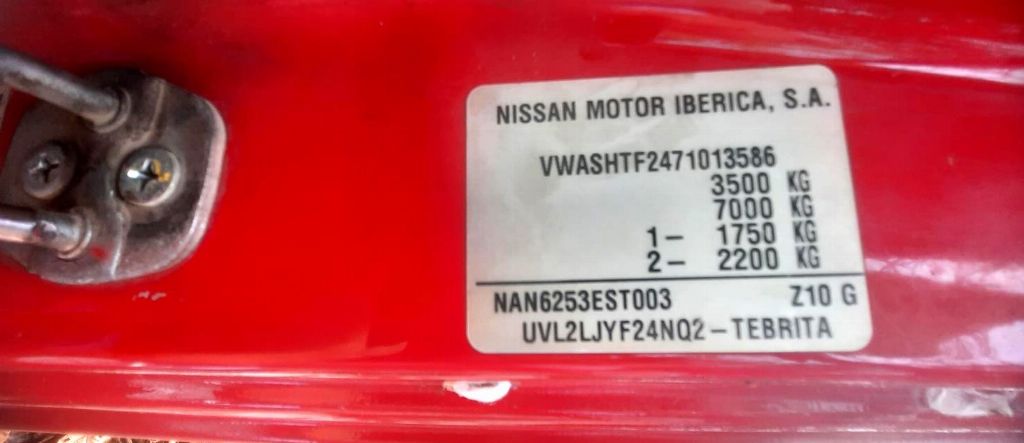 NISSAN MOTOR IBERICA, S.A.
VWASHTF2471013586
3500 KG
7000 KG
1- 1750 KG
2- 2200 KG
NAN6253EST003 Z10 G
UVL2LJYF24NQ2-TEBRITA